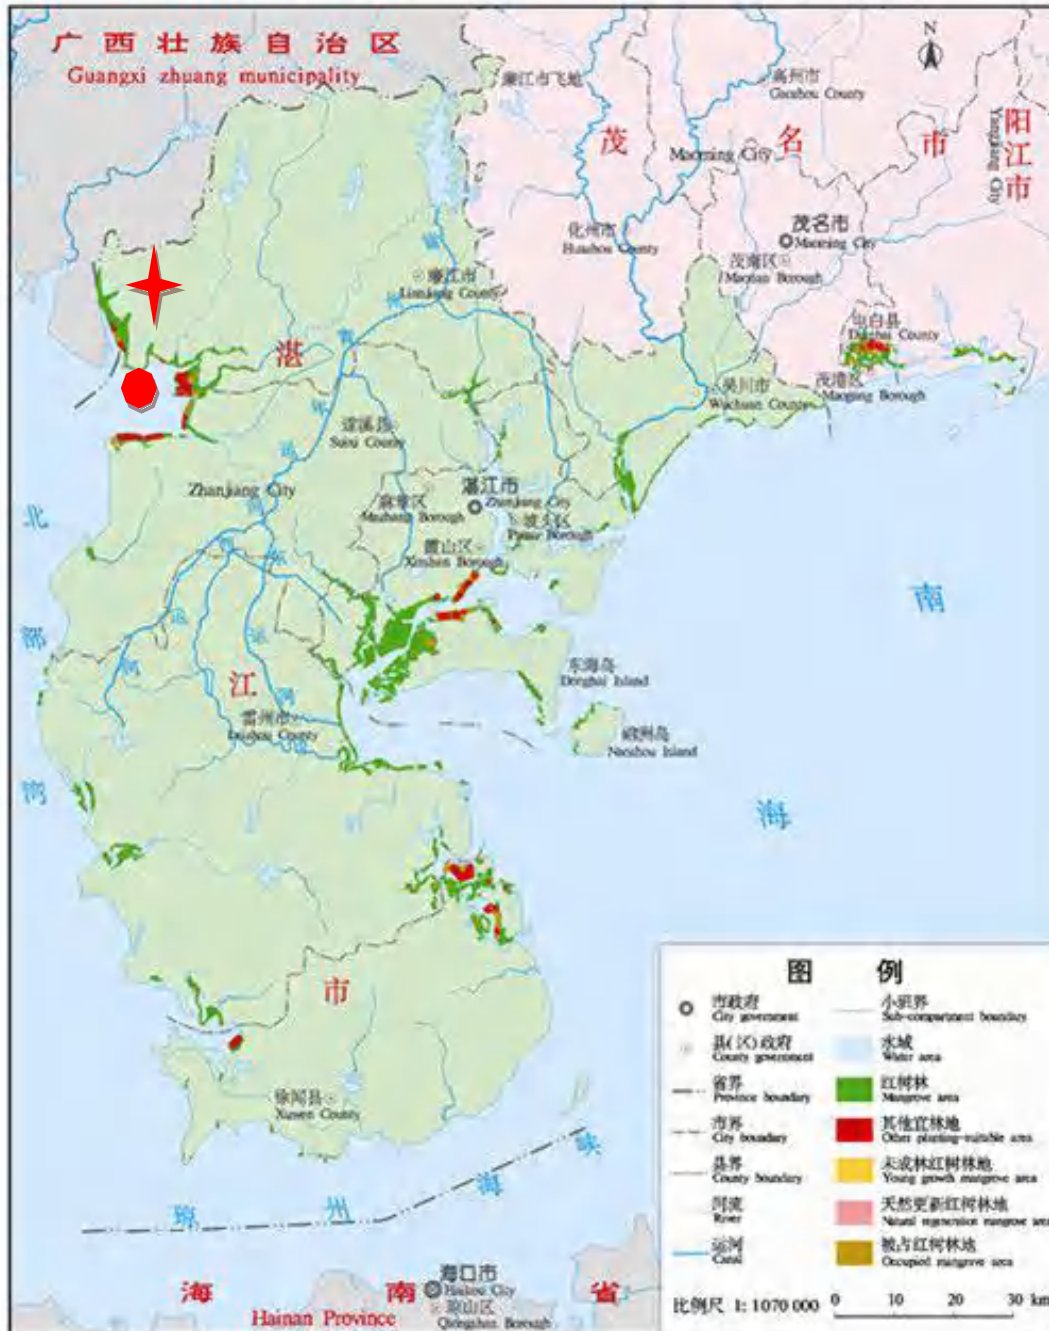 广西壮族自治区
Guangxi zhuang municipality
N
廉江市飞地
高州市
Gaozhou County
茂名市
Maoming City
阳江市
Yangjiang City
化州市
Huazhou County
茂名市
Maoming City
茂南区
Maonan Borough
廉江市
Lianjiang County
电白县
Dianbai County
湛江市
茂港区
Maogang Borough
吴川市
Wuchuan County
遂溪县
Suixi County
Zhanjiang City
湛江市
Zhanjiang City
麻章区
Mazhang Borough
坡头区
Potou Borough
霞山区
Xiashan Borough
北部湾
南海
东海岛
Donghai Island
硇洲岛
Naozhou Island
雷州市
Leizhou County
徐闻县
Xuwen County
琼州海峡
海南省
Hainan Province
海口市
Haikou City
琼山区
Qiongshan Borough
图例
市政府
City government
县(区)政府
County government
省界
Province boundary
市界
City boundary
县界
County boundary
河流
River
运河
Canal
小班界
Sub-compartment boundary
水域
Water area
红树林
Mangrove area
其他宜林地
Other planting-suitable area
未成林红树林地
Young growth mangrove area
天然更新红树林地
Natural regeneration mangrove area
被占红树林地
Occupied mangrove area
比例尺 1: 1070 000
0 10 20 30 km